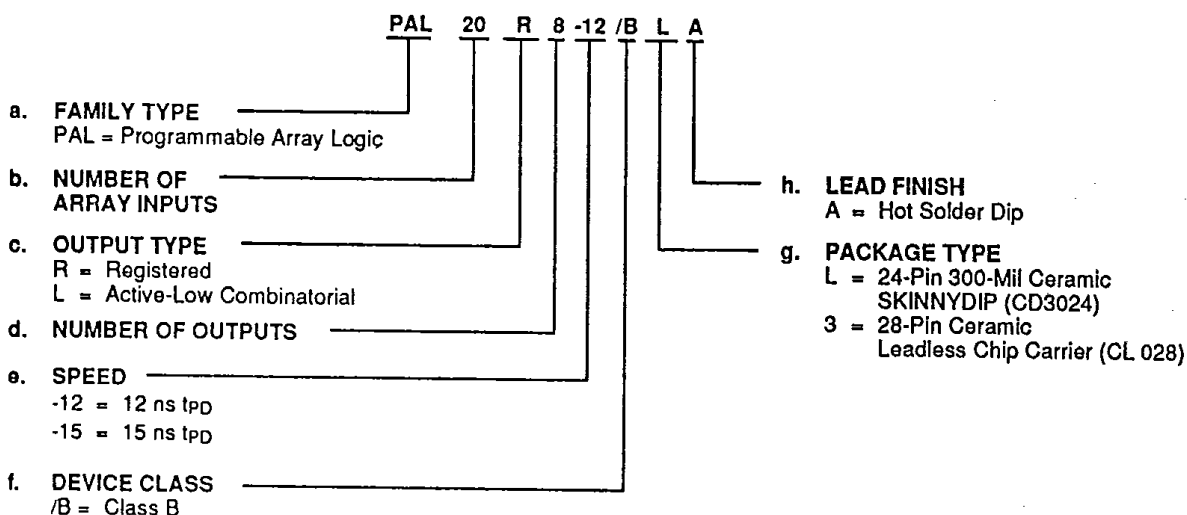 PAL 20 R 8 -12 /B L A
a. FAMILY TYPE
PAL = Programmable Array Logic
b. NUMBER OF
ARRAY INPUTS
c. OUTPUT TYPE
R = Registered
L = Active-Low Combinatorial
d. NUMBER OF OUTPUTS
e. SPEED
-12 = 12 ns tPD
-15 = 15 ns tPD
f. DEVICE CLASS
/B = Class B
h. LEAD FINISH
A = Hot Solder Dip
g. PACKAGE TYPE
L = 24-Pin 300-Mil Ceramic
SKINNYDIP (CD3024)
3 = 28-Pin Ceramic
Leadless Chip Carrier (CL 028)